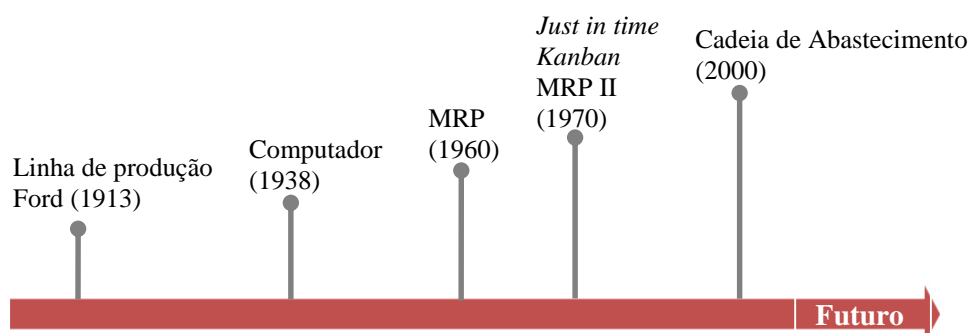 Linha de produção
Ford (1913)
Computador
(1938)
MRP
(1960)
Just in time
Kanban
MRP II
(1970)
Cadeia de Abastecimento
(2000)
Futuro